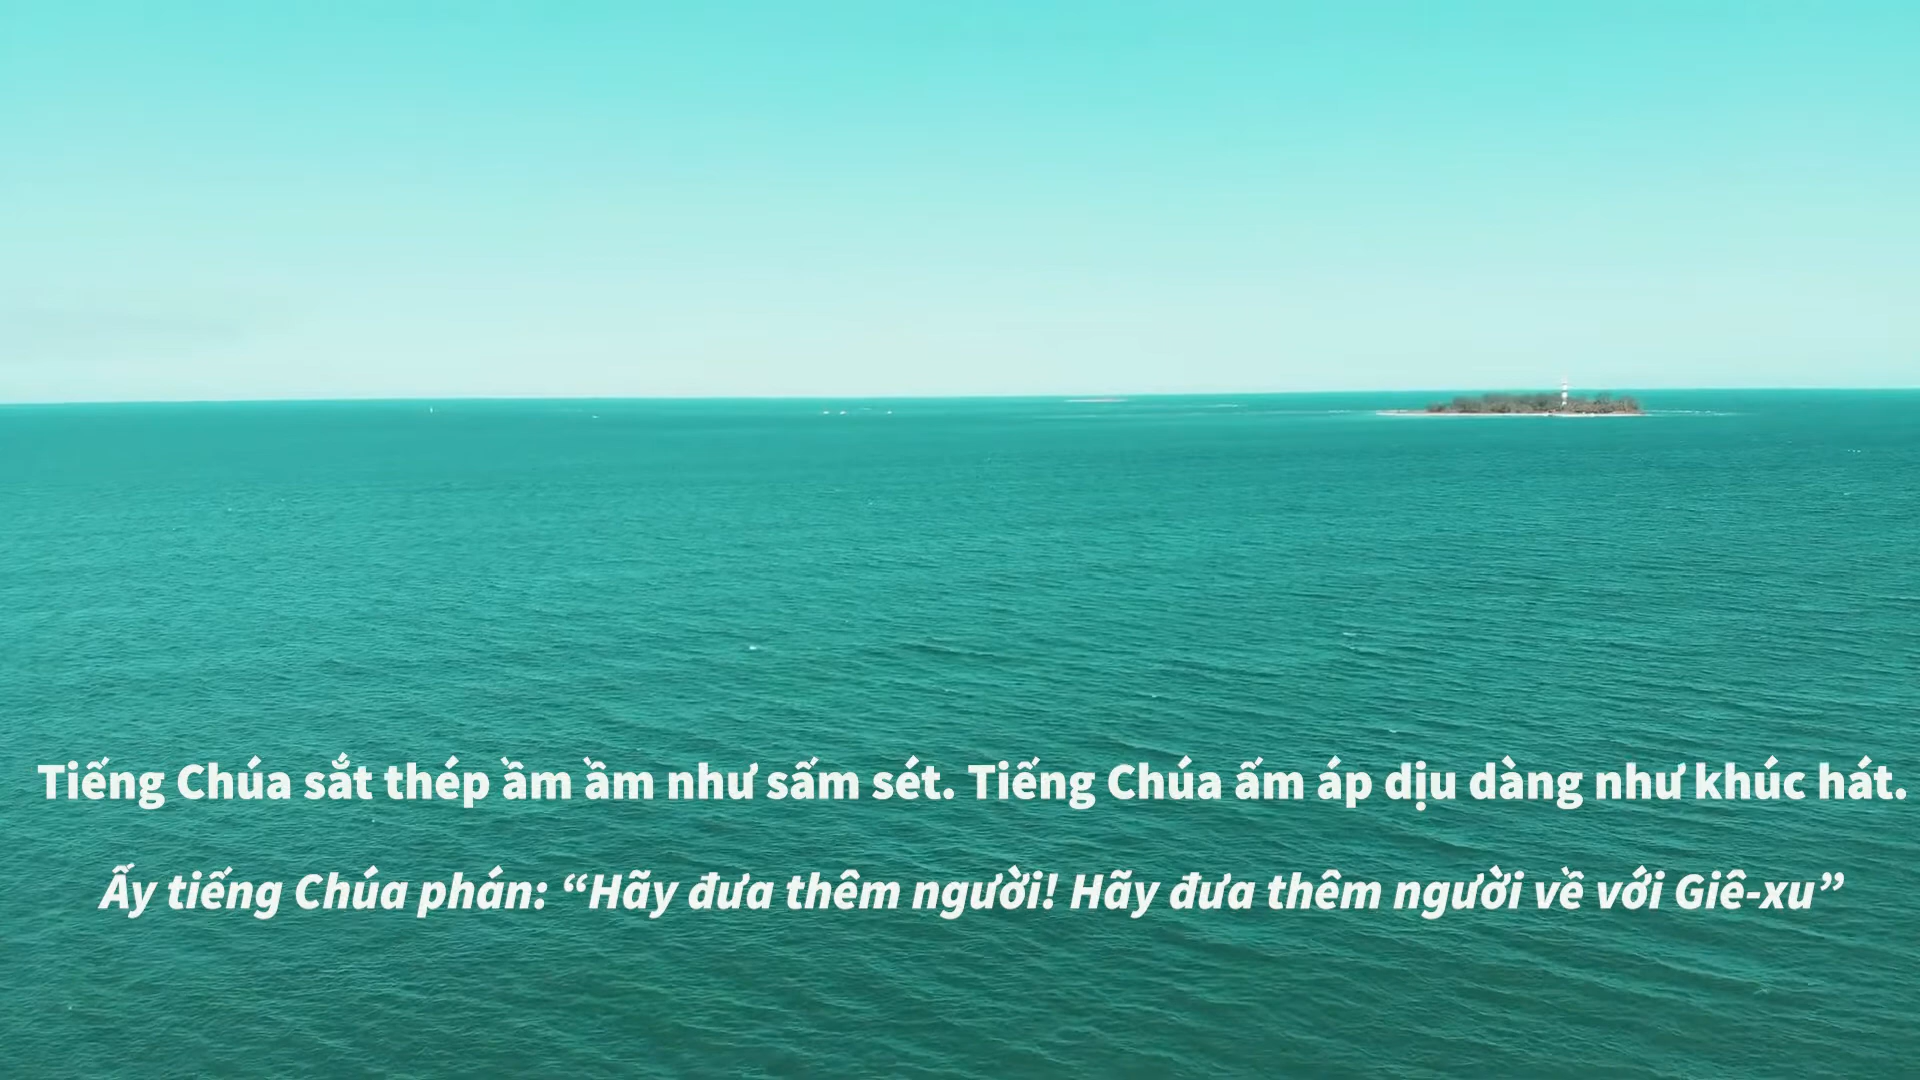 Tiếng Chúa sắt thép ầm ầm như sấm sét. Tiếng Chúa ấm áp dịu dàng như khúc hát.
Ấy tiếng Chúa phán: “Hãy đưa thêm người! Hãy đưa thêm người về với Giê-xu”